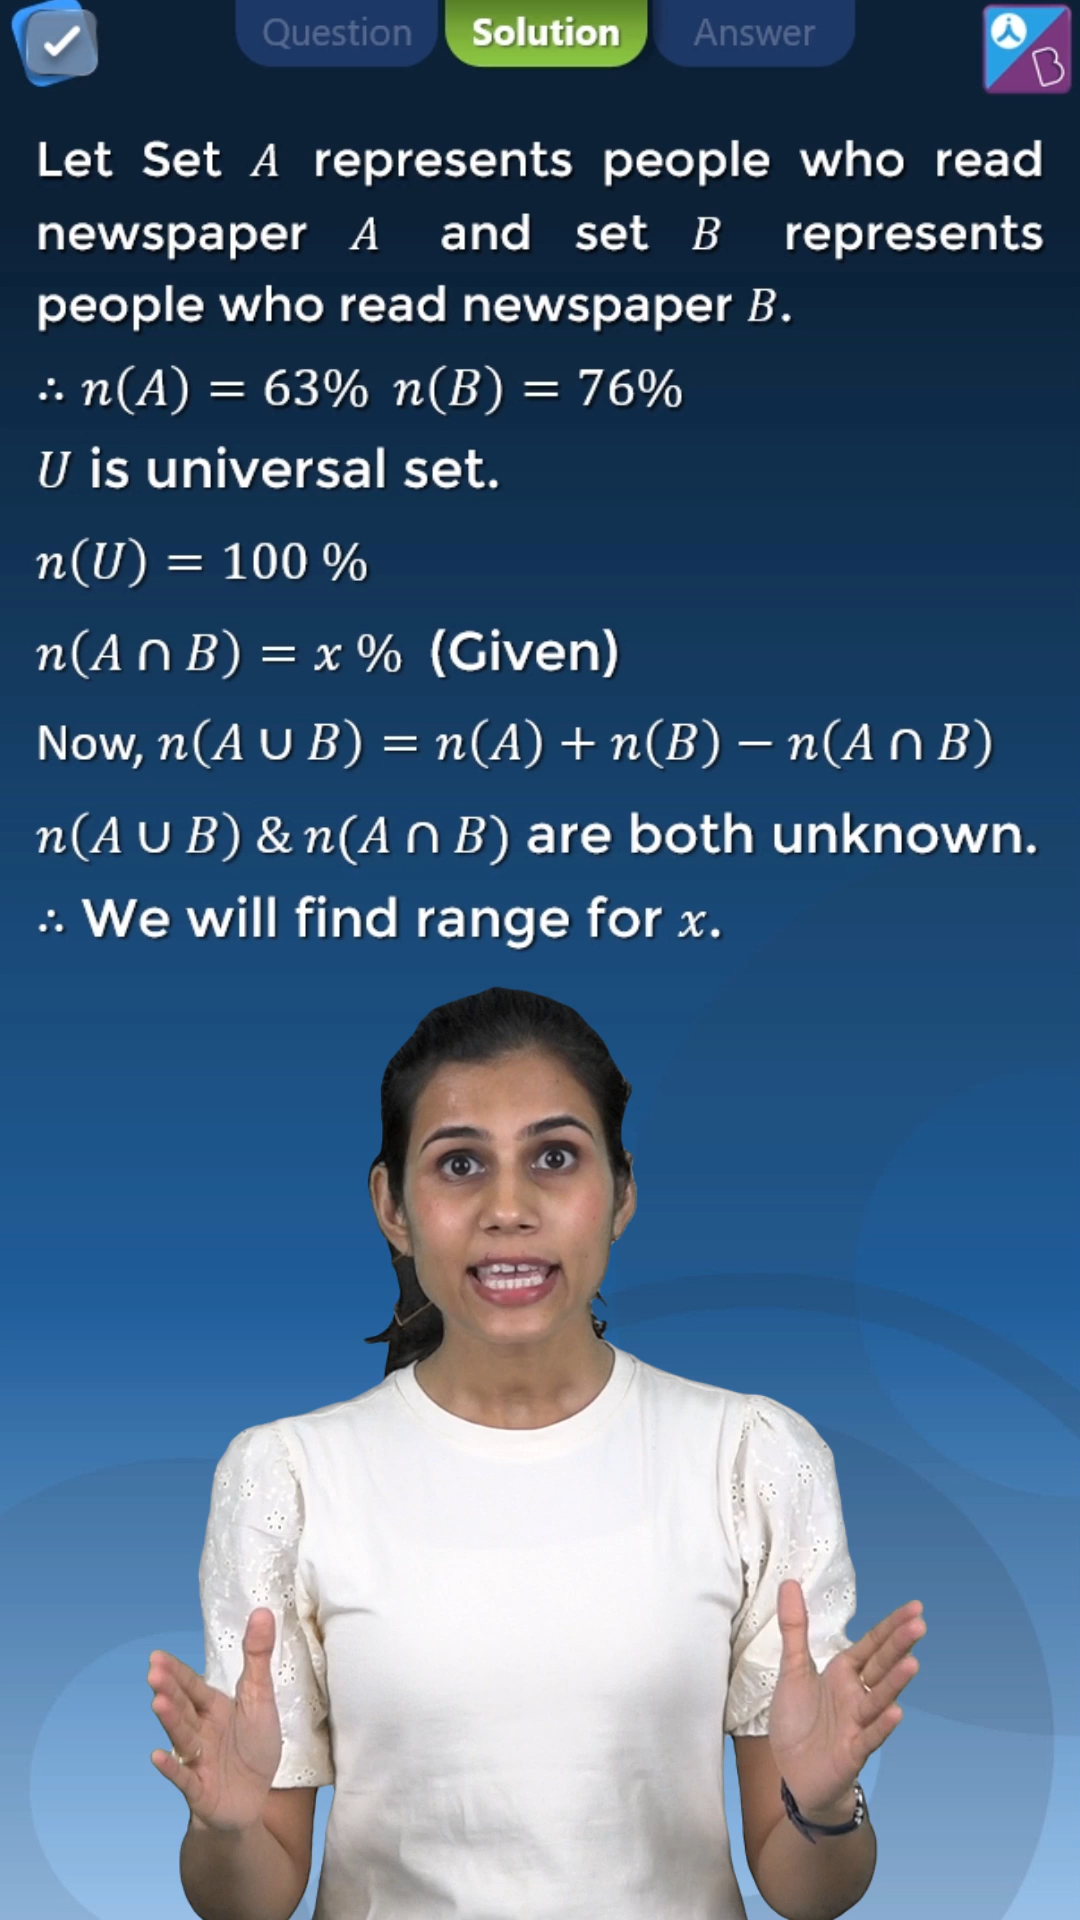 Question Solution Answer
B
Let Set A represents people who read
newspaper A and set B represents
people who read newspaper B.
∴ n(A) = 63% n(B) = 76%
U is universal set.
n(U) = 100 %
n(A ∩ B) = x % (Given)
Now, n(A ∪ B) = n(A) + n(B) − n(A ∩ B)
n(A ∪ B) & n(A ∩ B) are both unknown.
∴ We will find range for x.